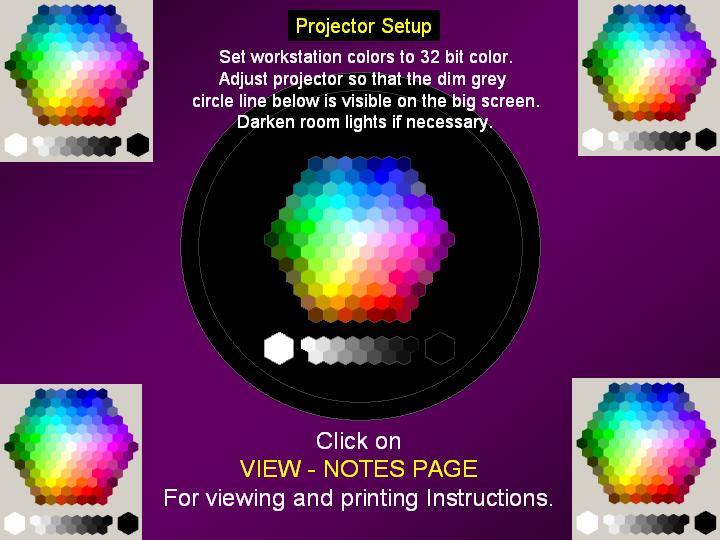 Projector Setup
Set workstation colors to 32 bit color.
Adjust projector so that the dim grey
circle line below is visible on the big screen.
Darken room lights if necessary.
Click on
VIEW - NOTES PAGE
For viewing and printing Instructions.